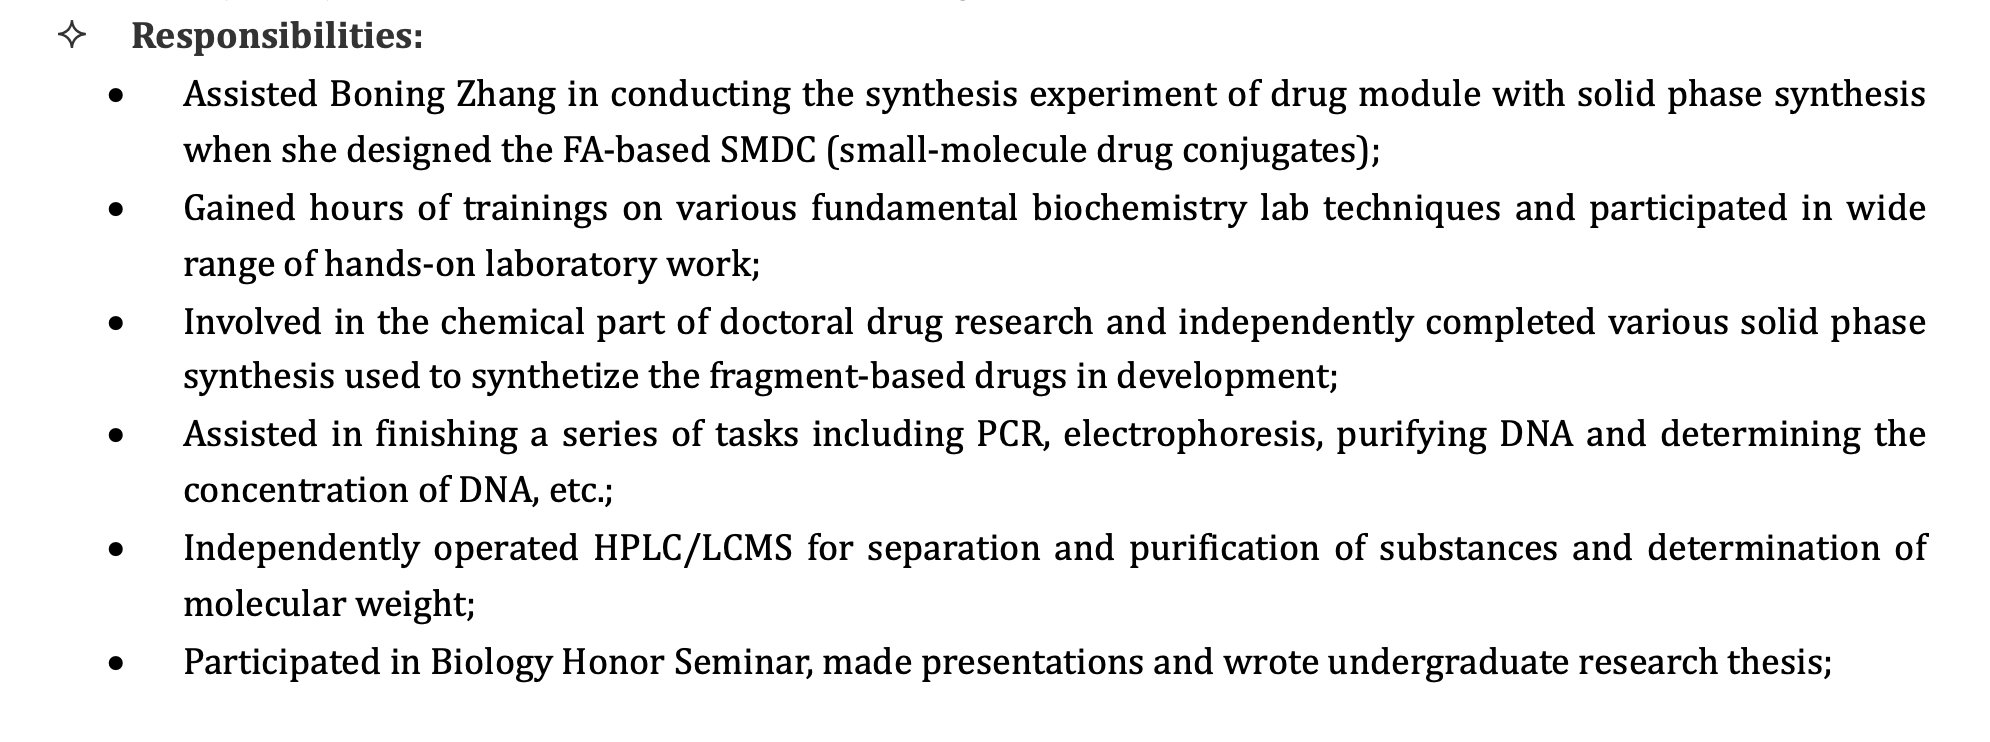 ✧ Responsibilities:
• Assisted Boning Zhang in conducting the synthesis experiment of drug module with solid phase synthesis
when she designed the FA-based SMDC (small-molecule drug conjugates);
• Gained hours of trainings on various fundamental biochemistry lab techniques and participated in wide
range of hands-on laboratory work;
• Involved in the chemical part of doctoral drug research and independently completed various solid phase
synthesis used to synthetize the fragment-based drugs in development;
• Assisted in finishing a series of tasks including PCR, electrophoresis, purifying DNA and determining the
concentration of DNA, etc.;
• Independently operated HPLC/LCMS for separation and purification of substances and determination of
molecular weight;
• Participated in Biology Honor Seminar, made presentations and wrote undergraduate research thesis;